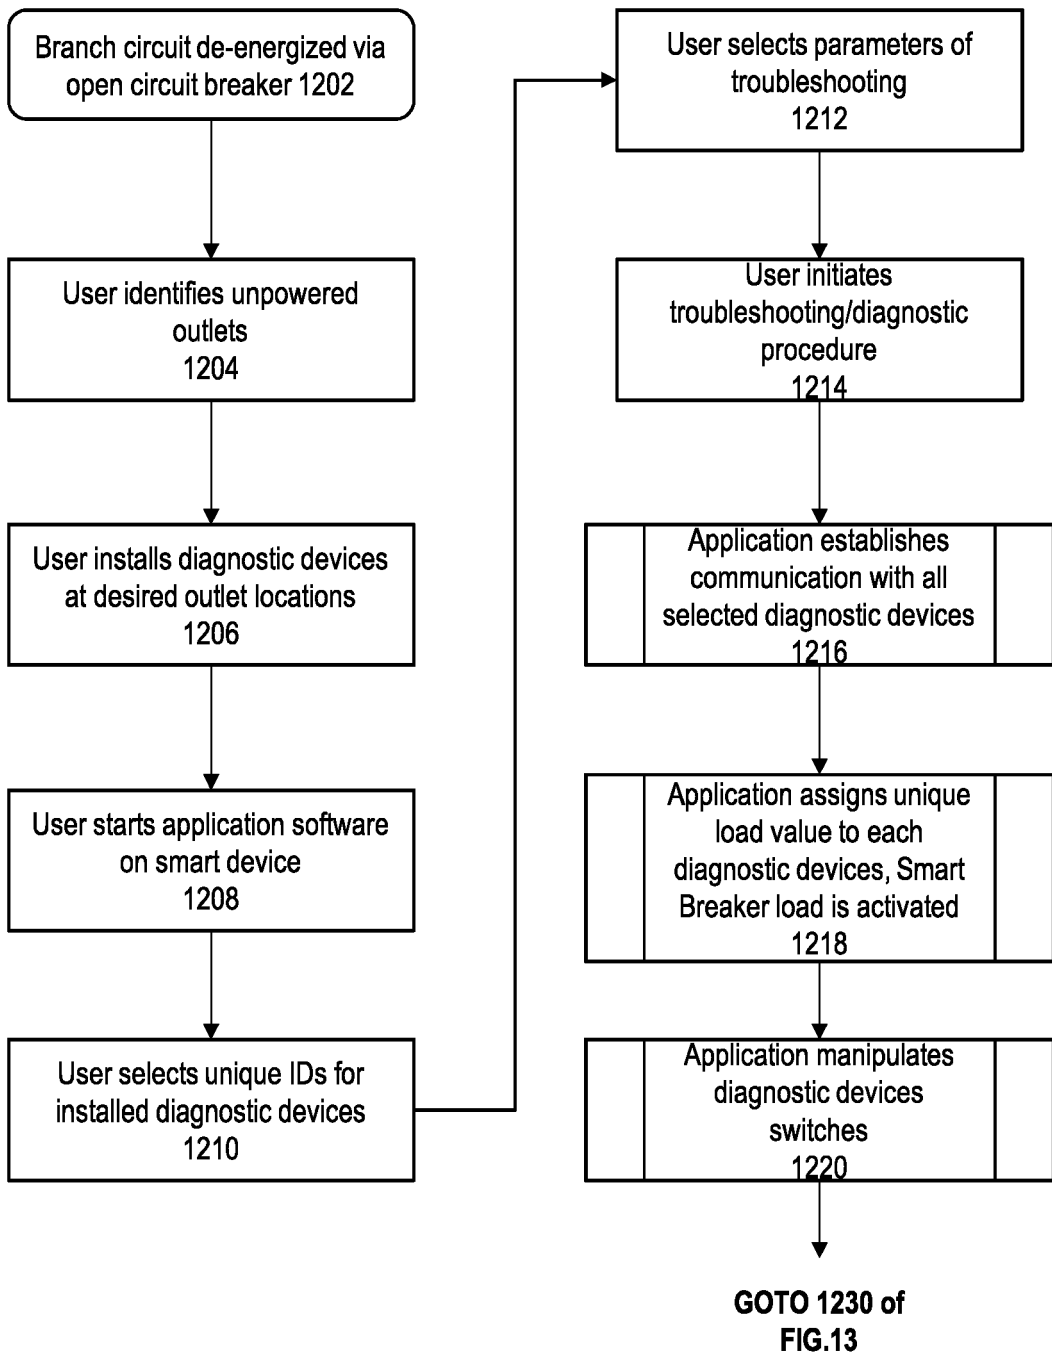 Branch circuit de-energized via
open circuit breaker 1202
User identifies unpowered
outlets
1204
User installs diagnostic devices
at desired outlet locations
1206
User starts application software
on smart device
1208
User selects unique IDs for
installed diagnostic devices
1210
User selects parameters of
troubleshooting
1212
User initiates
troubleshooting/diagnostic
procedure
1214
Application establishes
communication with all
selected diagnostic devices
1216
Application assigns unique
load value to each
diagnostic devices, Smart
Breaker load is activated
1218
Application manipulates
diagnostic devices
switches
1220
GOTO 1230 of
FIG.13